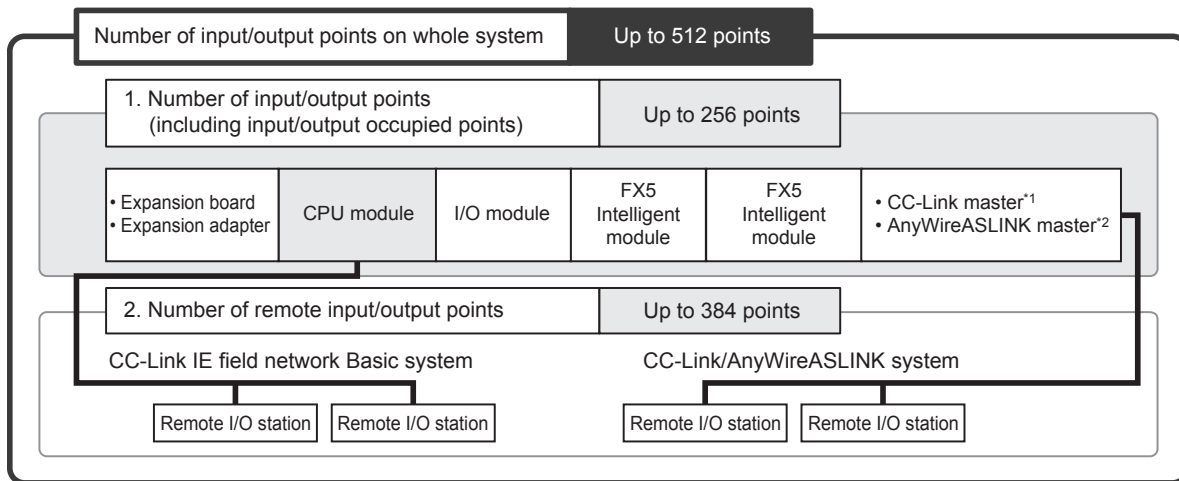 Number of input/output points on whole system
Up to 512 points
1. Number of input/output points
(including input/output occupied points)
Up to 256 points
• Expansion board
• Expansion adapter
CPU module
I/O module
FX5
Intelligent
module
FX5
Intelligent
module
• CC-Link master*1
• AnyWireASLINK master*2
2. Number of remote input/output points
Up to 384 points
CC-Link IE field network Basic system
CC-Link/AnyWireASLINK system
Remote I/O station
Remote I/O station
Remote I/O station
Remote I/O station